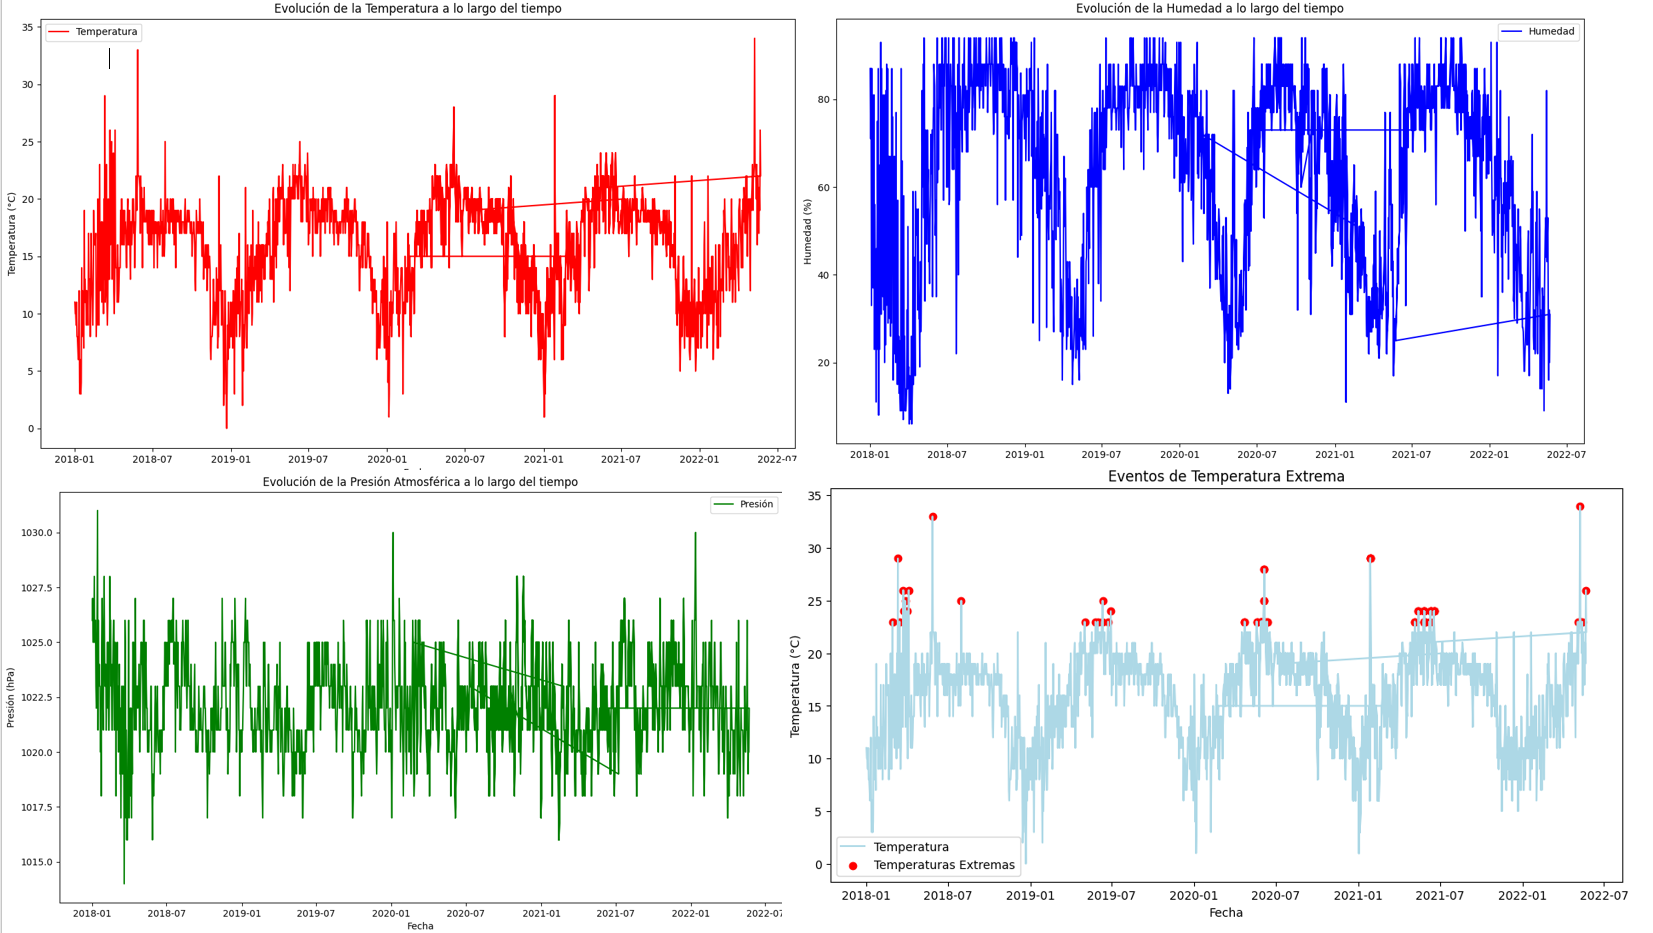 Evolución de la Temperatura a lo largo del tiempo
Temperatura
Temperatura (°C)
35
30
25
20
15
10
5
0
2018-01 2018-07 2019-01 2019-07 2020-01 2020-07 2021-01 2021-07 2022-01 2022-07
Evolución de la Humedad a lo largo del tiempo
Humedad
Humedad (%)
80
60
40
20
2018-01 2018-07 2019-01 2019-07 2020-01 2020-07 2021-01 2021-07 2022-01 2022-07
Evolución de la Presión Atmosférica a lo largo del tiempo
Presión
Presión (hPa)
1030.0
1027.5
1025.0
1022.5
1020.0
1017.5
1015.0
2018-01 2018-07 2019-01 2019-07 2020-01 2020-07 2021-01 2021-07 2022-01 2022-07
Fecha
Eventos de Temperatura Extrema
Temperatura (°C)
35
30
25
20
15
10
5
0
Temperatura
Temperaturas Extremas
2018-01 2018-07 2019-01 2019-07 2020-01 2020-07 2021-01 2021-07 2022-01 2022-07
Fecha